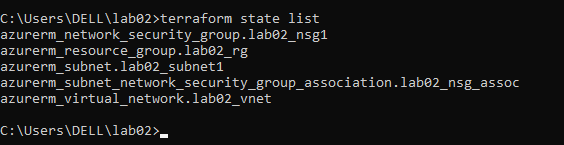 C:\Users\DELL\lab02>terraform state list
azurerm_network_security_group.lab02_nsg1
azurerm_resource_group.lab02_rg
azurerm_subnet.lab02_subnet1
azurerm_subnet_network_security_group_association.lab02_nsg_assoc
azurerm_virtual_network.lab02_vnet
C:\Users\DELL\lab02>